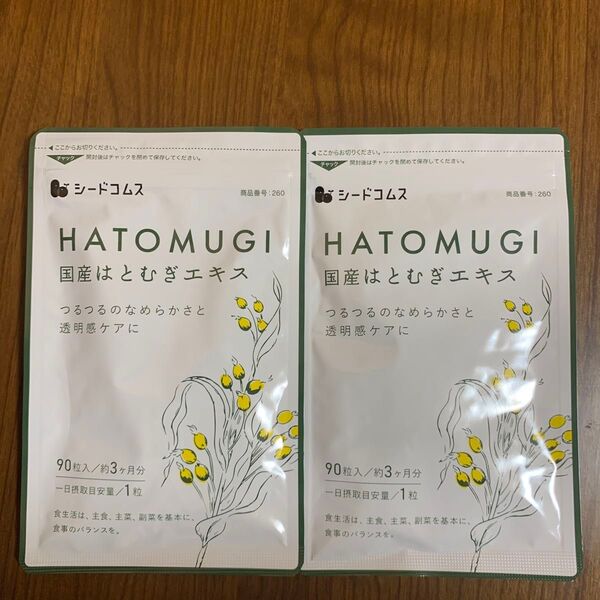 ここからお切りください。
チャック 開封後はチャックを閉めて保存してください。
シードコムス
商品番号:260
HATOMUGI
国産はとむぎエキス
つるつるのなめらかさと
透明感ケアに
90粒入/約3ヶ月分
一日摂取目安量/1粒
食生活は、主食、主菜、副菜を基本に、
食事のバランスを。
ここからお切りください。
チャック 開封後はチャックを閉めて保存してください。
シードコムス
商品番号:260
HATOMUGI
国産はとむぎエキス
つるつるのなめらかさと
透明感ケアに
90粒入/約3ヶ月分
一日摂取目安量/1粒
食生活は、主食、主菜、副菜を基本に、
食事のバランスを。